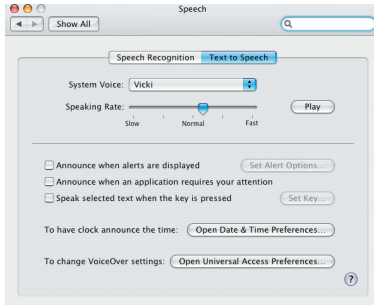 Speech
Show All
Speech Recognition Text to Speech
System Voice: Vicki
Speaking Rate: Play
Slow Normal Fast
Announce when alerts are displayed Set Alert Options...
Announce when an application requires your attention
Speak selected text when the key is pressed Set Key...
To have clock announce the time: Open Date & Time Preferences...
To change VoiceOver settings: Open Universal Access Preferences...
?